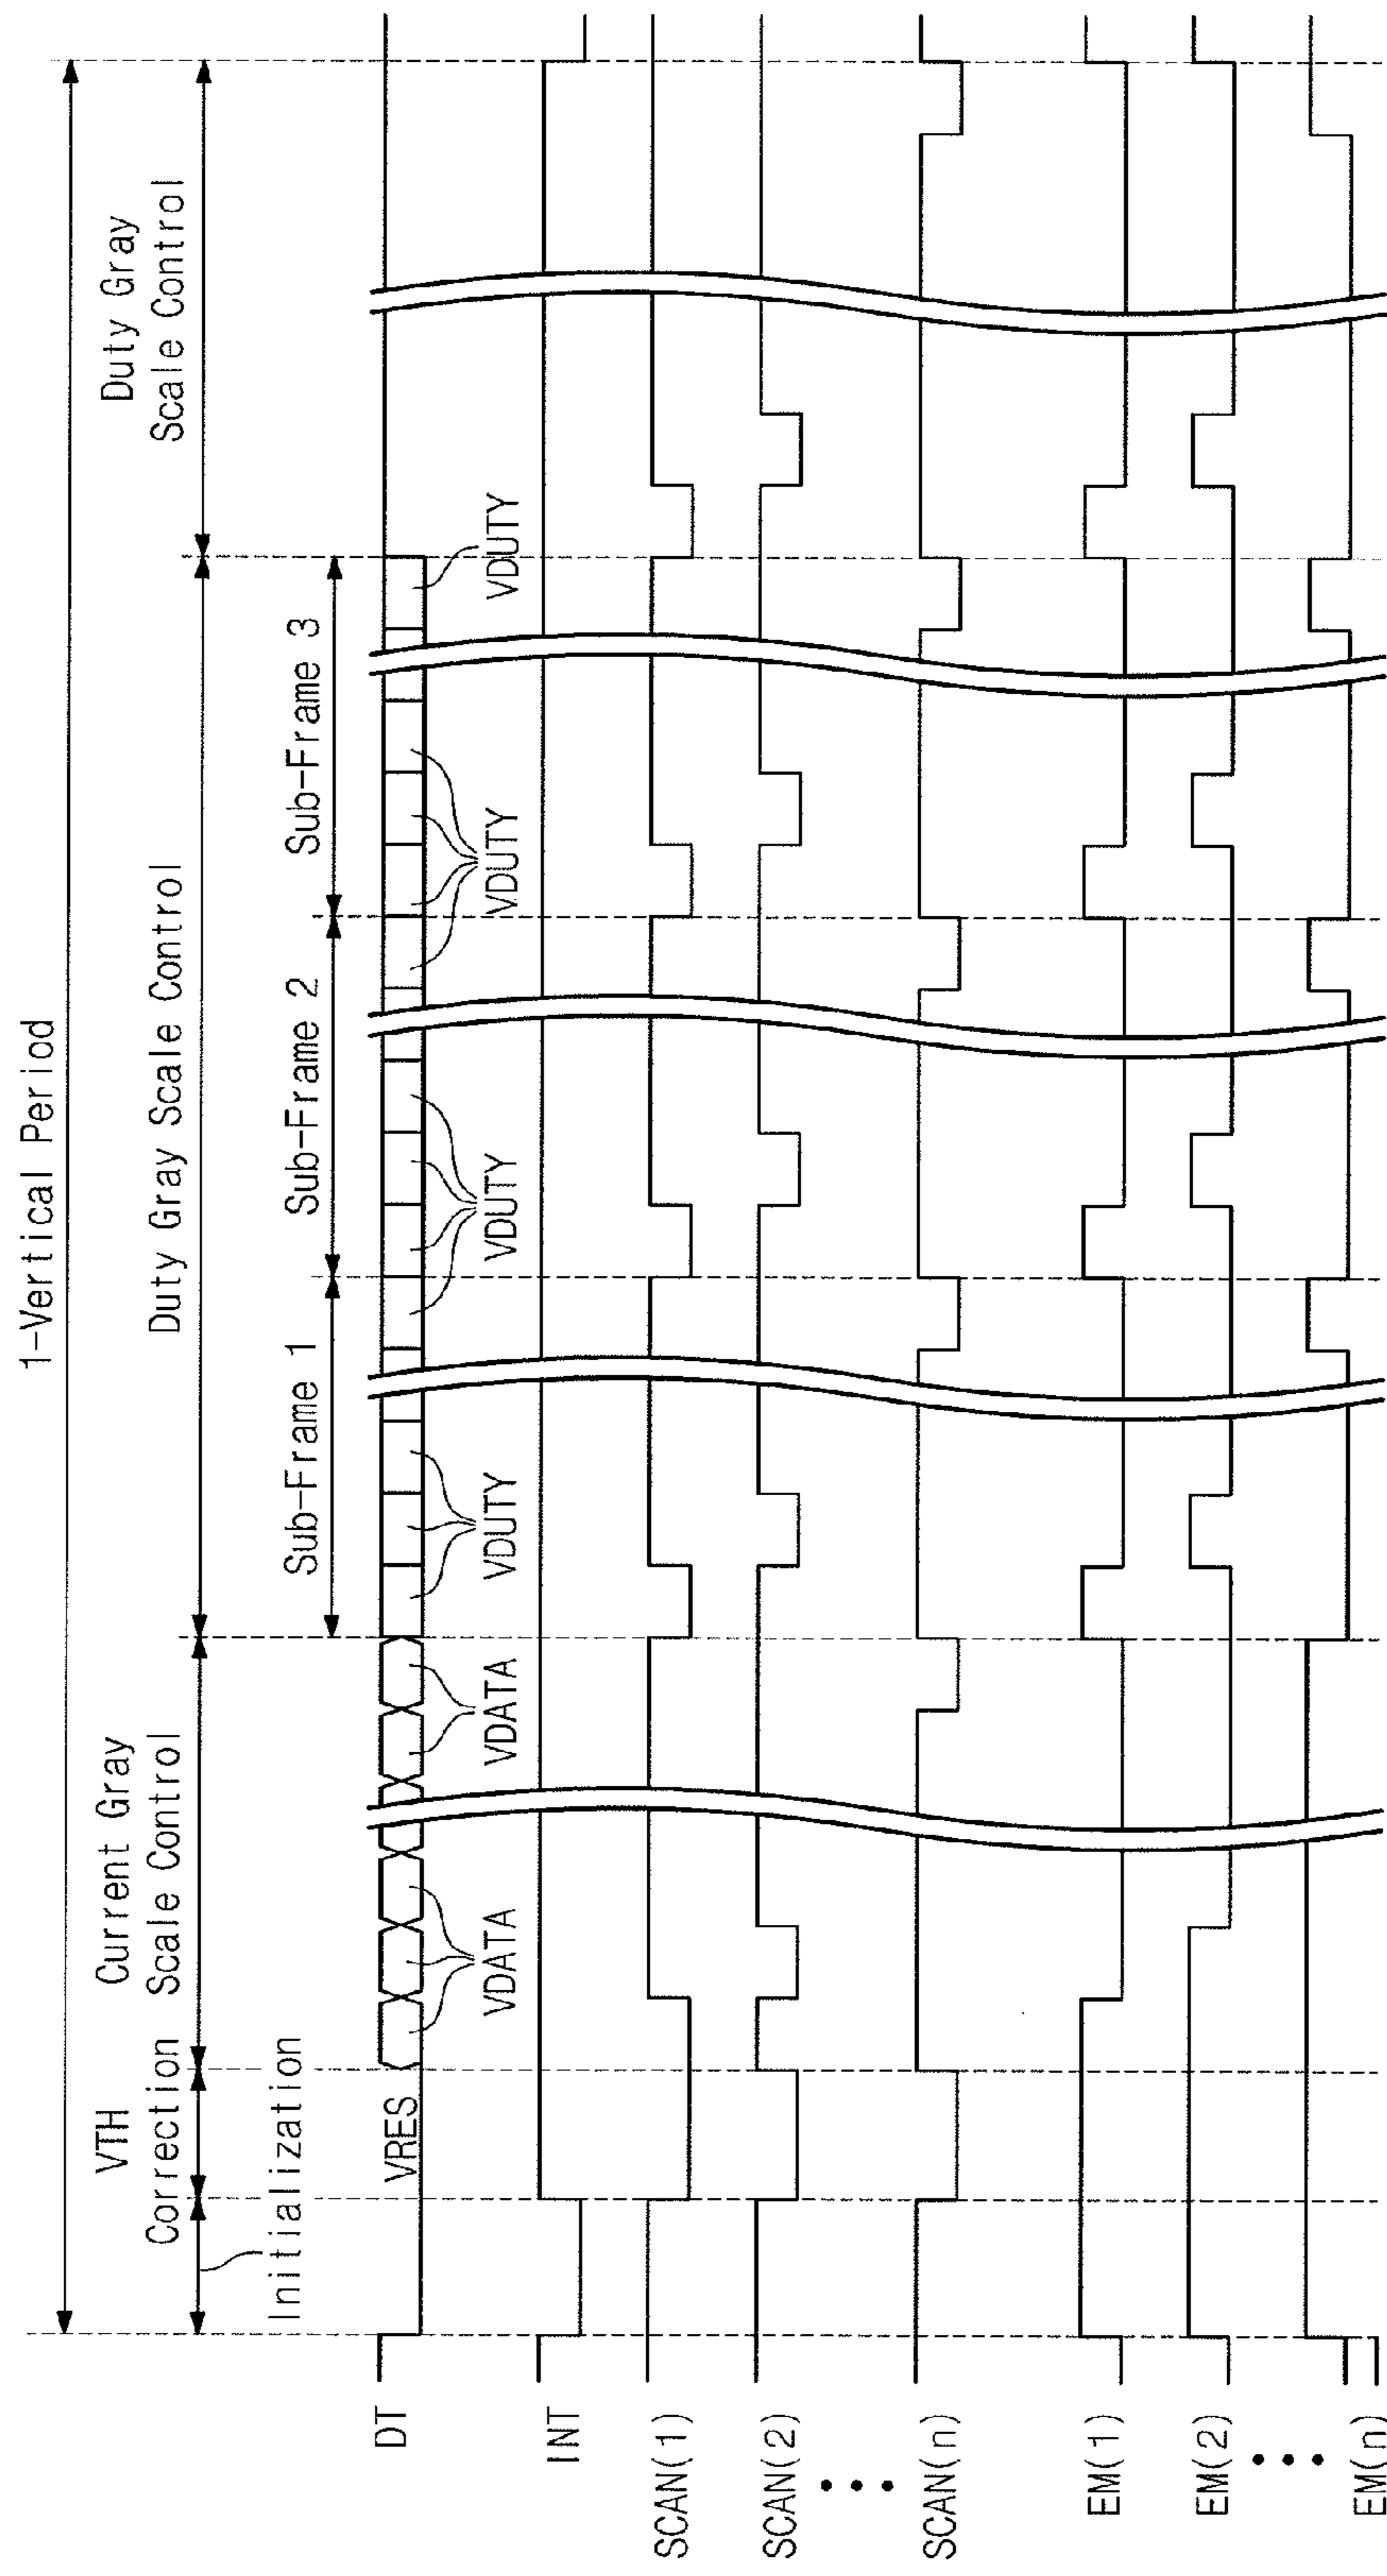 1-Vertical Period
Initialization
VTH
Correction
Current Gray
Scale Control
Duty Gray Scale Control
Duty Gray
Scale Control
Sub-Frame 1
Sub-Frame 2
Sub-Frame 3
DT
VRES
VDATA
VDATA
VDUTY
VDUTY
VDUTY
VDUTY
INT
SCAN(1)
SCAN(2)
SCAN(n)
EM(1)
EM(2)
EM(n)